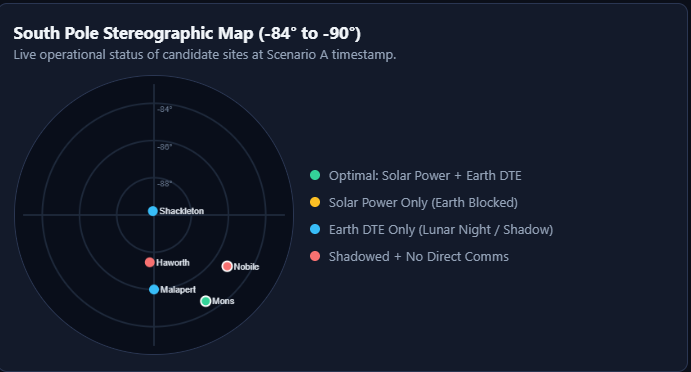 South Pole Stereographic Map (-84° to -90°)
Live operational status of candidate sites at Scenario A timestamp.
-84°
-86°
-88°
Shackleton
Haworth
Nobile
Malapert
Mons
Optimal: Solar Power + Earth DTE
Solar Power Only (Earth Blocked)
Earth DTE Only (Lunar Night / Shadow)
Shadowed + No Direct Comms